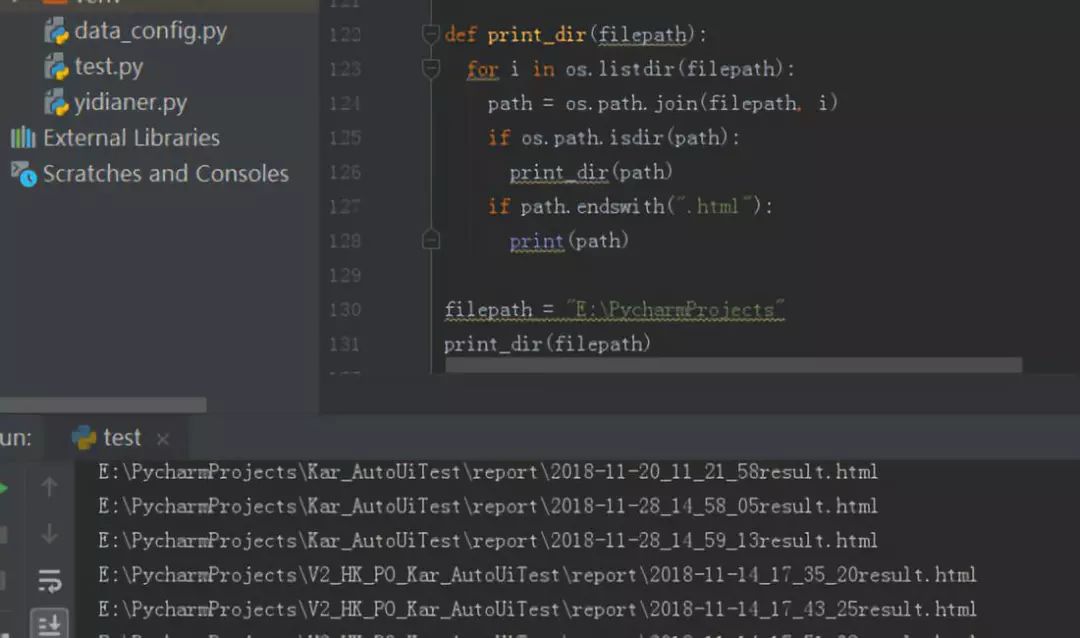 data_config.py
test.py
yidianer.py
External Libraries
Scratches and Consoles
122 def print_dir(filepath):
123 for i in os.listdir(filepath):
124 path = os.path.join(filepath, i)
125 if os.path.isdir(path):
126 print_dir(path)
127 if path.endswith(".html"):
128 print(path)
129
130 filepath = "E:\PycharmProjects"
131 print_dir(filepath)
un:
test
E:\PycharmProjects\Kar_AutoUiTest\report\2018-11-20_11_21_58result.html
E:\PycharmProjects\Kar_AutoUiTest\report\2018-11-28_14_58_05result.html
E:\PycharmProjects\Kar_AutoUiTest\report\2018-11-28_14_59_13result.html
E:\PycharmProjects\V2_HK_PO_Kar_AutoUiTest\report\2018-11-14_17_35_20result.html
E:\PycharmProjects\V2_HK_PO_Kar_AutoUiTest\report\2018-11-14_17_43_25result.html